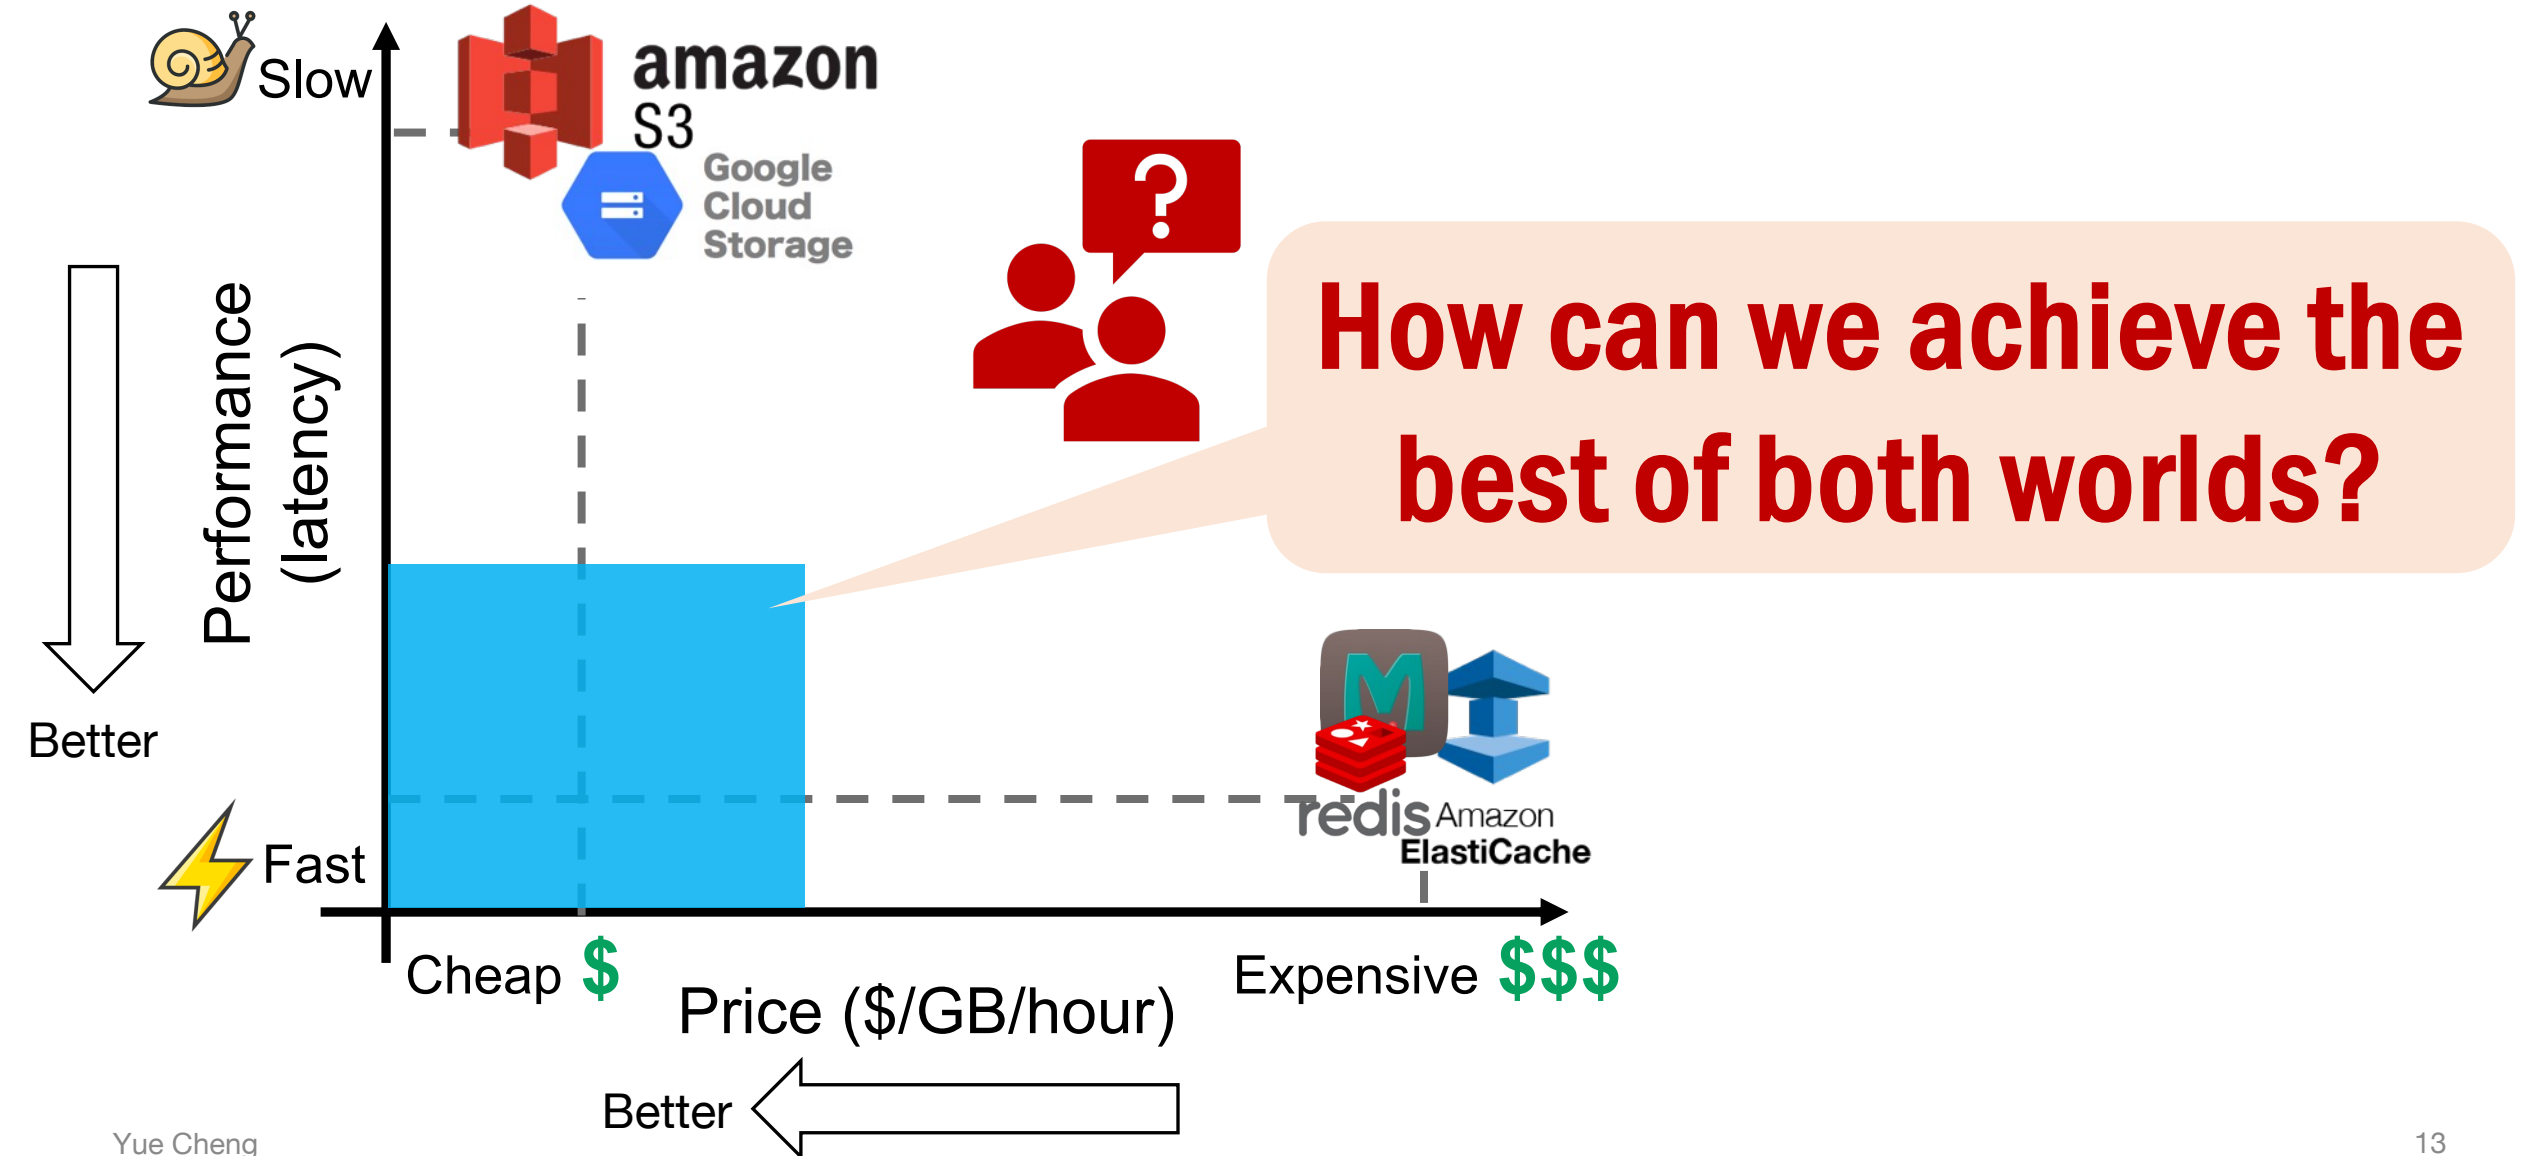 Slow
amazon
S3
Google
Cloud
Storage
?
How can we achieve the
best of both worlds?
Performance
(latency)
Better
M
redis
Amazon
ElastiCache
Fast
Cheap $
Expensive $$$
Price ($/GB/hour)
Better
Yue Cheng
13